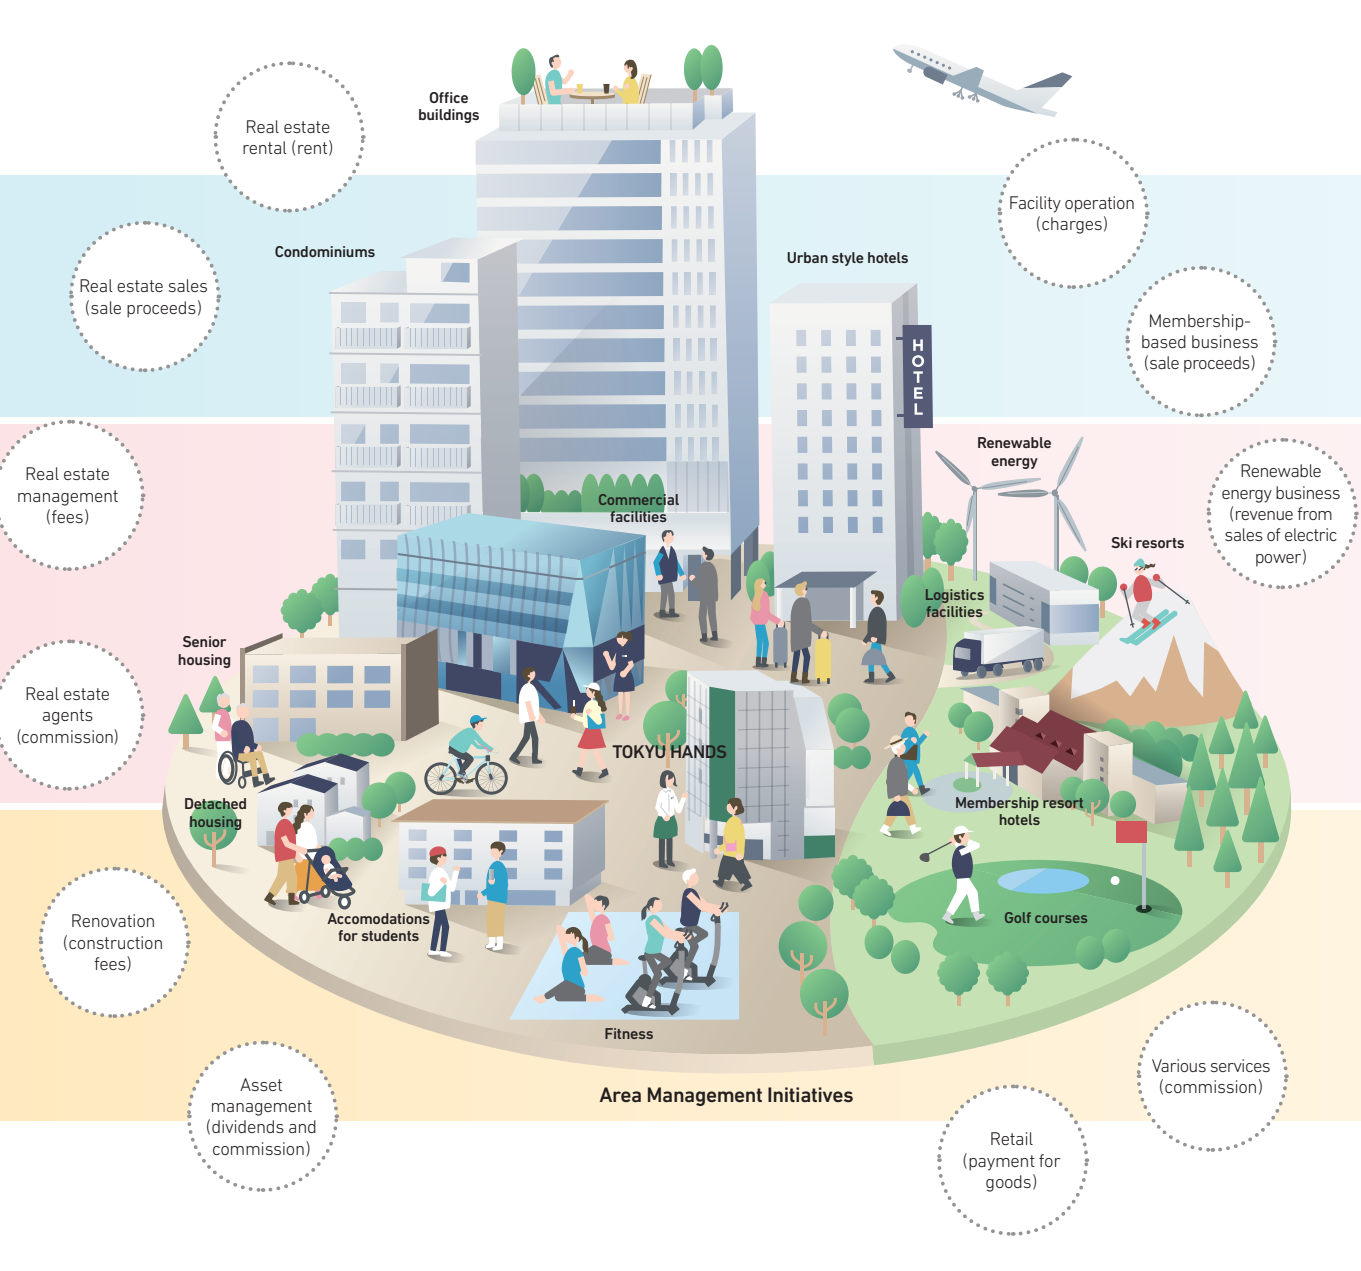 Office
buildings
Real estate
rental (rent)
Facility operation
(charges)
Condominiums
Urban style hotels
Real estate sales
(sale proceeds)
Membership-
based business
(sale proceeds)
HOTEL
Renewable
energy
Real estate
management
(fees)
Renewable
energy business
(revenue from
sales of electric
power)
Commercial
facilities
Ski resorts
Logistics
facilities
Senior
housing
Real estate
agents
(commission)
TOKYU HANDS
Detached
housing
Membership resort
hotels
Accomodations
for students
Golf courses
Renovation
(construction
fees)
Fitness
Various services
(commission)
Area Management Initiatives
Asset
management
(dividends and
commission)
Retail
(payment for
goods)